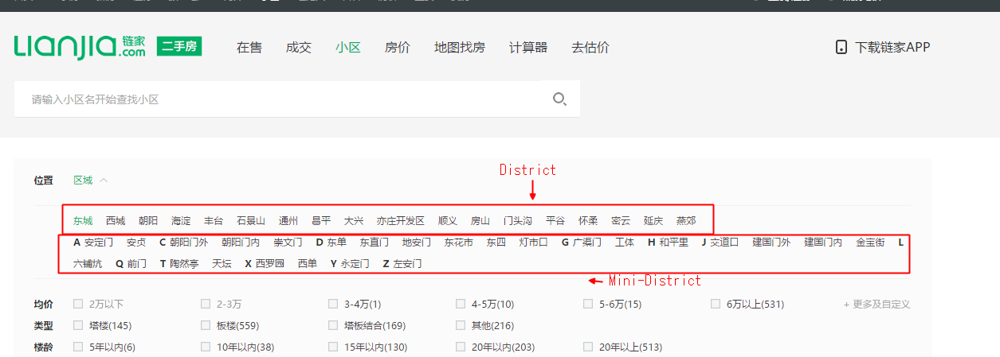 LIANJIA.com 链家 二手房 在售 成交 小区 房价 地图找房 计算器 去估价 下载链家APP
请输入小区名开始查找小区
District
位置 区域
东城 西城 朝阳 海淀 丰台 石景山 通州 昌平 大兴 亦庄开发区 顺义 房山 门头沟 平谷 怀柔 密云 延庆 燕郊
A 安定门 安贞 C 朝阳门外 朝阳门内 崇文门 D 东单 东直门 地安门 东花市 东四 灯市口 G 广渠门 工体 H 和平里 J 交道口 建国门外 建国门内 金宝街 L
六铺炕 Q 前门 T 陶然亭 天坛 X 西罗园 西单 Y 永定门 Z 左安门
Mini-District
均价 2万以下 2-3万 3-4万(1) 4-5万(10) 5-6万(15) 6万以上(531) + 更多及自定义
类型 塔楼(145) 板楼(559) 塔板结合(169) 其他(216)
楼龄 5年以内(6) 10年以内(38) 15年以内(130) 20年以内(203) 20年以上(513)